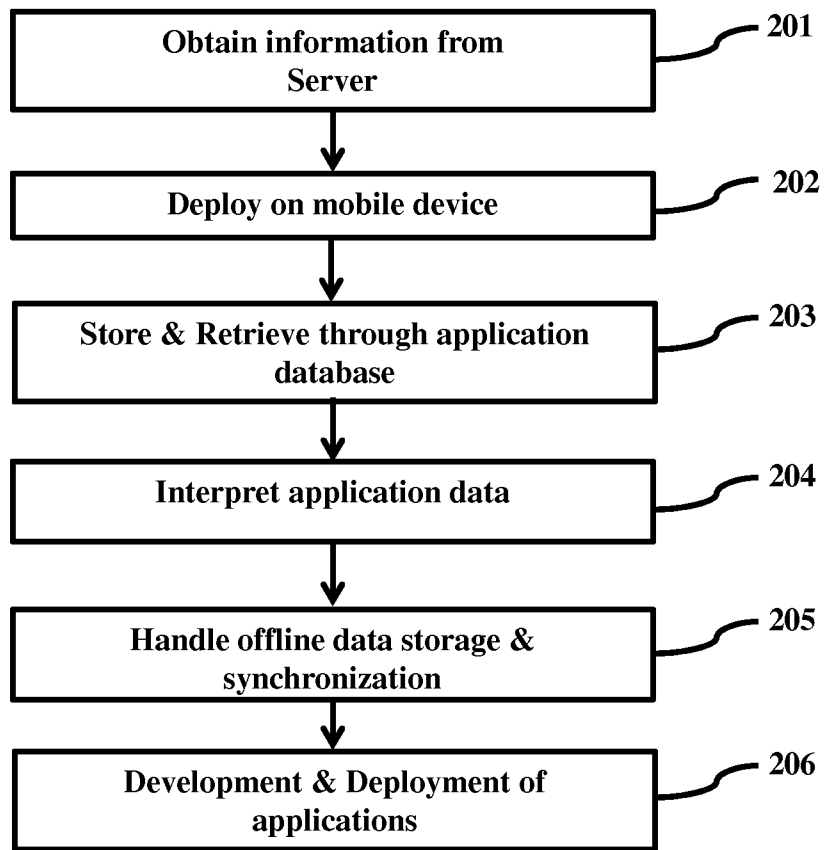 Obtain information from
Server
201
Deploy on mobile device
202
Store & Retrieve through application
database
203
Interpret application data
204
Handle offline data storage &
synchronization
205
Development & Deployment of
applications
206